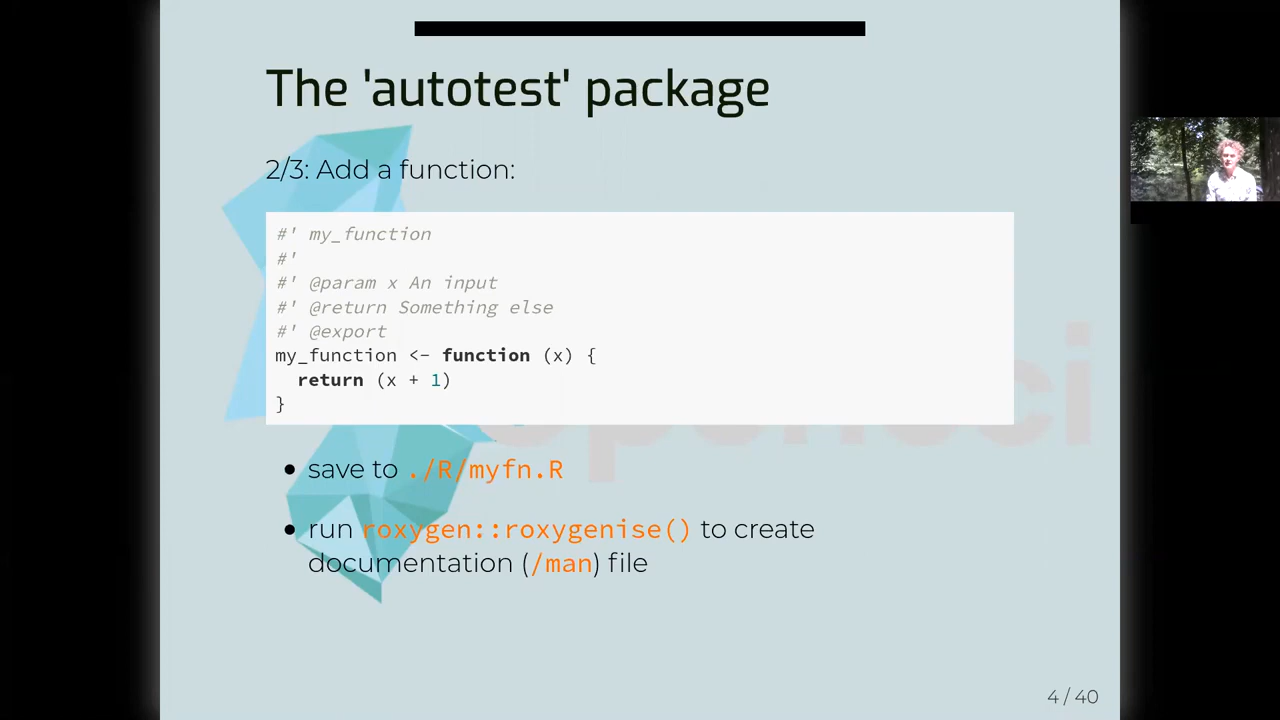 The 'autotest' package
2/3: Add a function:
#' my_function
#'
#' @param x An input
#' @return Something else
#' @export
my_function <- function (x) {
return (x + 1)
}
• save to ./R/myfn.R
• run roxygen::roxygenise() to create
documentation (/man) file
4 / 40